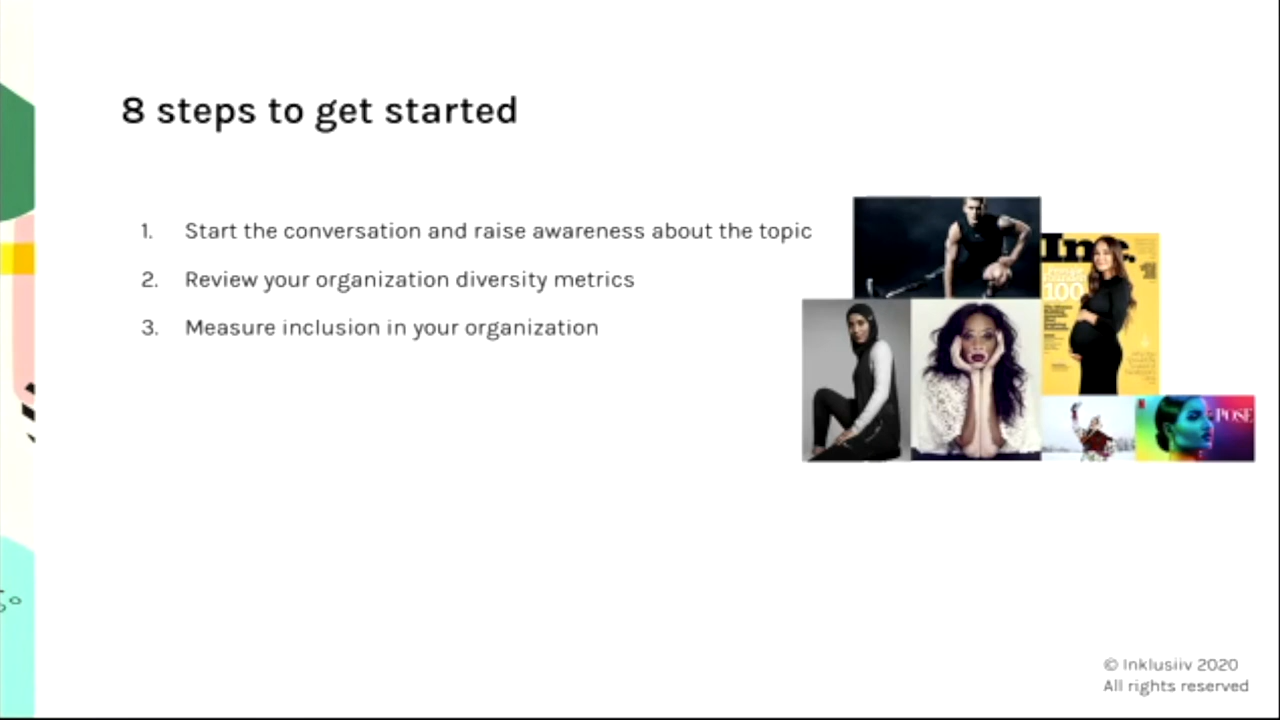 8 steps to get started
1. Start the conversation and raise awareness about the topic
2. Review your organization diversity metrics
3. Measure inclusion in your organization
Inc.
100
POSE
© Inklusiiv 2020
All rights reserved